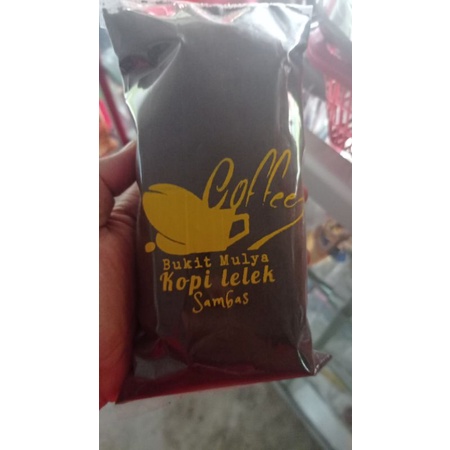 Coffee
Bukit Mulya
Kopi lelek
Sambas